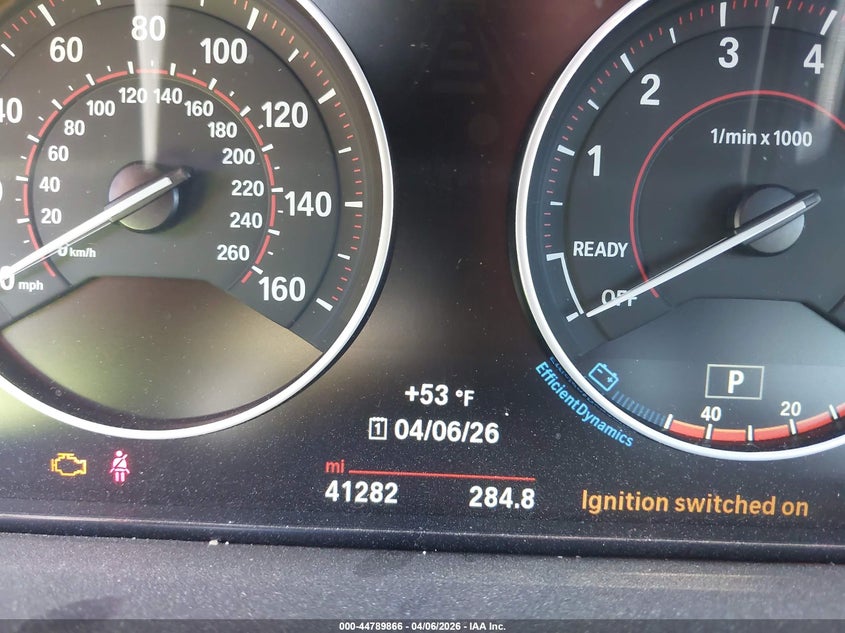 60 80 100 120 140 160
mph
0 20 40 60 80 100 120 140 160 180 200 220 240 260
km/h
1 2 3 4
1/min x 1000
READY
OFF
P
EfficientDynamics
40 20
+53 °F
1 04/06/26
mi
41282 284.8
Ignition switched on
000-44789866 - 04/06/2026 - IAA Inc.